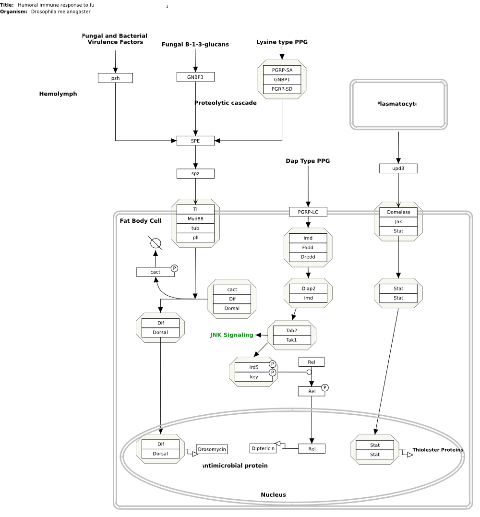 Title: Humoral immune response to fu
Organism: Drosophila melanogaster
1
Fungal and Bacterial
Virulence Factors
Fungal B-1-3-glucans
Lysine type PPG
psh
GNBP3
PGRP-SA
GNBP1
PGRP-SD
Hemolymph
Proteolytic cascade
Plasmatocyte
SPE
Dap Type PPG
spz
upd3
Fat Body Cell
Tl
Myd88
tub
pll
PGRP-LC
Domeless
Jak
Stat
Imd
Fadd
Dredd
cact
P
cact
Dif
Dorsal
Diap2
Imd
Stat
Stat
Dif
Dorsal
JNK Signaling
Tab2
Tak1
Ird5
key
P
P
Rel
Rel
P
Dif
Dorsal
Drosomycin
Diptericin
Rel
Stat
Stat
Thiolester Proteins
antimicrobial protein
Nucleus